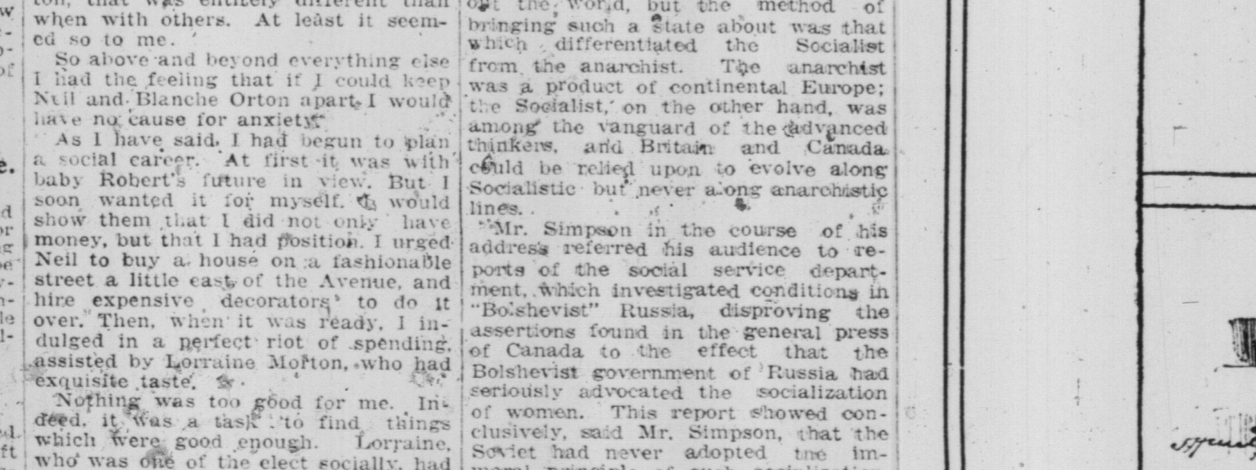 ton, that was entirely different than
when with others. At least it seem-
ed so to me.
So above and beyond everything else
I had the feeling that if I could keep
Neil and Blanche Orton apart I would
have no cause for anxiety.
As I have said, I had begun to plan
a social career. At first it was with
baby Robert's future in view. But I
soon wanted it for myself. I would
show them that I did not only have
money, but that I had position. I urged
Neil to buy a house on a fashionable
street a little east of the Avenue, and
hire expensive decorators to do it
over. Then, when it was ready, I in-
dulged in a perfect riot of spending,
assisted by Lorraine Morton, who had
exquisite taste.
Nothing was too good for me. In-
deed, it was a task to find things
which were good enough. Lorraine,
who was one of the elect socially, had
out the world, but the method of
bringing such a state about was that
which differentiated the Socialist
from the anarchist. The anarchist
was a product of continental Europe;
the Socialist, on the other hand, was
among the vanguard of the advanced
thinkers, and Britain and Canada
could be relied upon to evolve along
Socialistic but never along anarchistic
lines.
Mr. Simpson in the course of his
address referred his audience to re-
ports of the social service depart-
ment, which investigated conditions in
"Bolshevist" Russia, disproving the
assertions found in the general press
of Canada to the effect that the
Bolshevist government of Russia had
seriously advocated the socialization
of women. This report showed con-
clusively, said Mr. Simpson, that the
Soviet had never adopted the im-
moral principle of such socialization